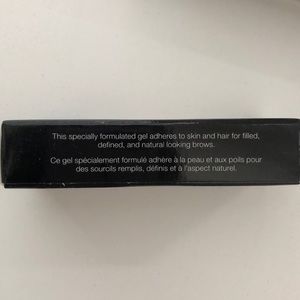 This specially formulated gel adheres to skin and hair for filled,
defined, and natural looking brows.
Ce gel spécialement formulé adhère à la peau et aux poils pour
des sourcils remplis, définis et à l'aspect naturel.